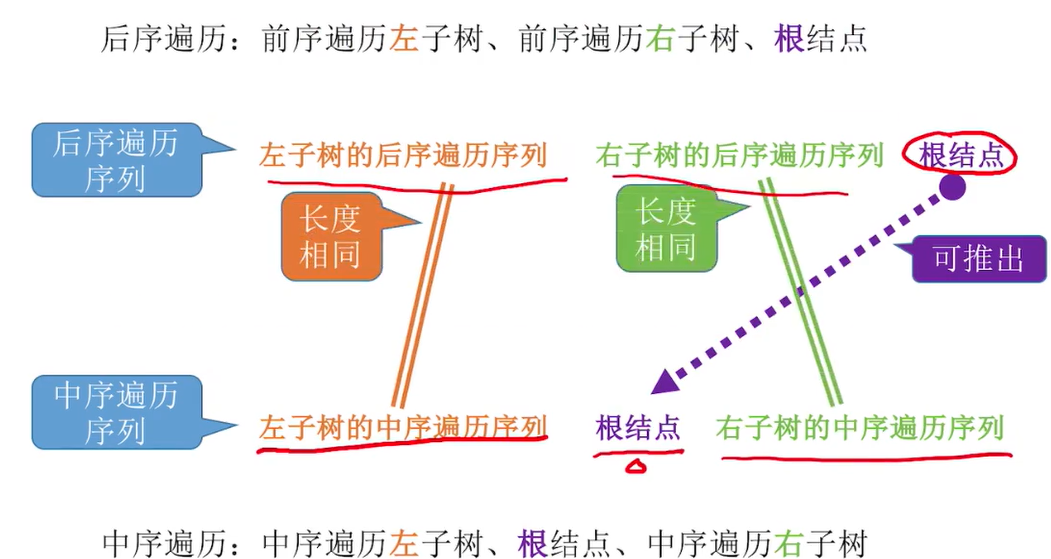 后序遍历：前序遍历左子树、前序遍历右子树、根结点
后序遍历
序列
左子树的后序遍历序列
右子树的后序遍历序列
根结点
长度
相同
长度
相同
可推出
中序遍历
序列
左子树的中序遍历序列
根结点
右子树的中序遍历序列
中序遍历：中序遍历左子树、根结点、中序遍历右子树